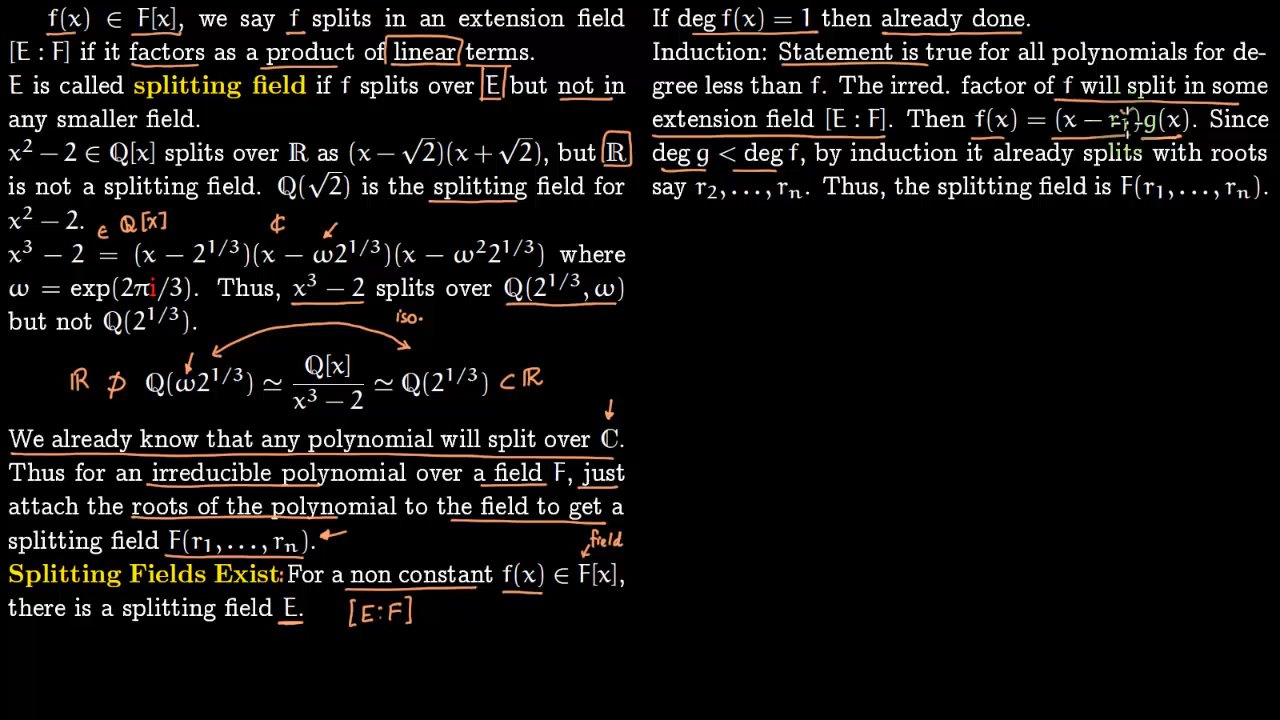 f(x) ∈ F[x], we say f splits in an extension field
[E : F] if it factors as a product of linear terms.
E is called splitting field if f splits over E but not in
any smaller field.
x² − 2 ∈ ℚ[x] splits over ℝ as (x − √2)(x + √2), but ℝ
is not a splitting field. ℚ(√2) is the splitting field for
x² − 2.
∈ ℚ[x] ₵
x³ − 2 = (x − 2^{1/3})(x − ω2^{1/3})(x − ω²2^{1/3}) where
ω = exp(2πi/3). Thus, x³ − 2 splits over ℚ(2^{1/3}, ω)
but not ℚ(2^{1/3}).
iso.
ℝ ⊅ ℚ(ω2^{1/3}) ≃ ℚ[x] / x³ − 2 ≃ ℚ(2^{1/3}) ⊂ ℝ
We already know that any polynomial will split over ℂ.
Thus for an irreducible polynomial over a field F, just
attach the roots of the polynomial to the field to get a
splitting field F(r₁, . . . , rₙ).
field
Splitting Fields Exist: For a non constant f(x) ∈ F[x],
there is a splitting field E. [E:F]
If deg f(x) = 1 then already done.
Induction: Statement is true for all polynomials for de-
gree less than f. The irred. factor of f will split in some
extension field [E : F]. Then f(x) = (x − r₁)g(x). Since
deg g < deg f, by induction it already splits with roots
say r₂, . . . , rₙ. Thus, the splitting field is F(r₁, . . . , rₙ).